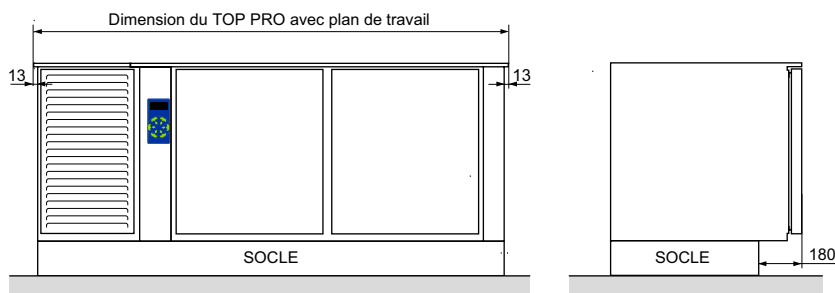 Dimension du TOP PRO avec plan de travail
13
13
SOCLE
SOCLE
180